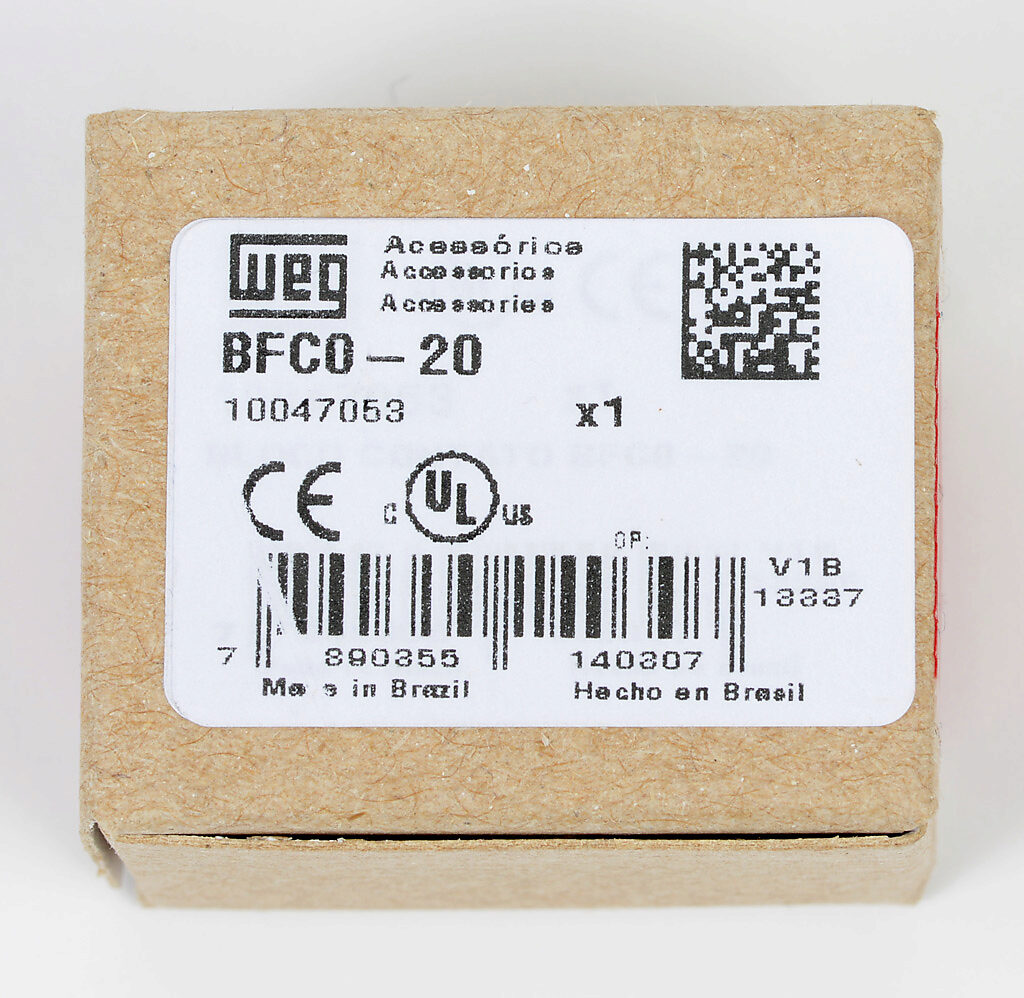 weg
Acessórios
Accesorios
Accessories
BFC0-20
10047053
x1
CE
C UL US
OP:
V1B
13337
7 890355 140307
Made in Brazil
Hecho en Brasil